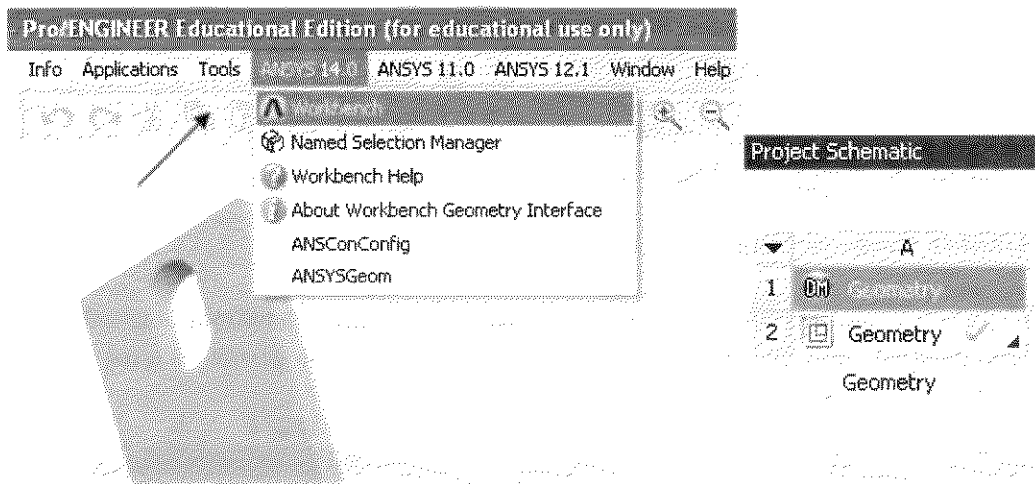 Pro/ENGINEER Educational Edition (for educational use only)
Info Applications Tools ANSYS 14.0 ANSYS 11.0 ANSYS 12.1 Window Help
Workbench
Named Selection Manager
Workbench Help
About Workbench Geometry Interface
ANSConConfig
ANSYSGeom
Project Schematic
A
1 DM Geometry
2 Geometry
Geometry